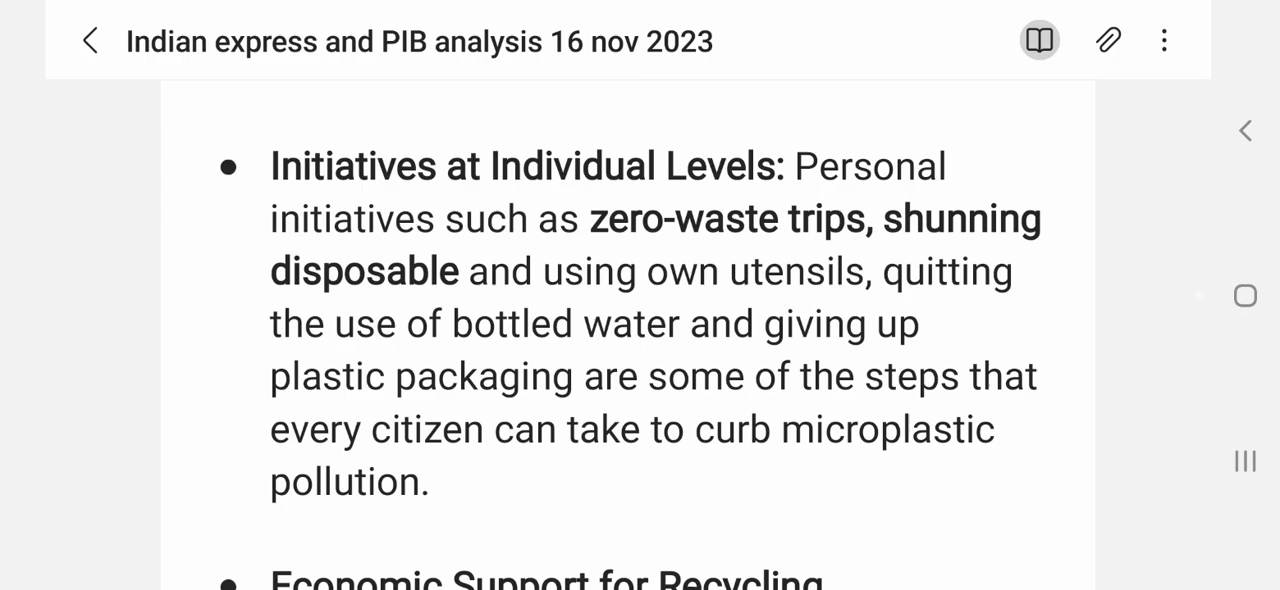 Indian express and PIB analysis 16 nov 2023
• Initiatives at Individual Levels: Personal
initiatives such as zero-waste trips, shunning
disposable and using own utensils, quitting
the use of bottled water and giving up
plastic packaging are some of the steps that
every citizen can take to curb microplastic
pollution.
• Economic Support for Recycling